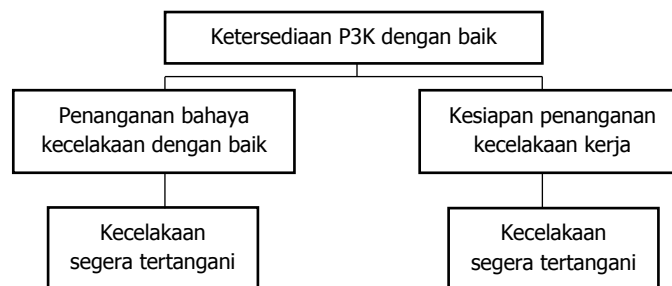 Ketersediaan P3K dengan baik
Penanganan bahaya
kecelakaan dengan baik
Kesiapan penanganan
kecelakaan kerja
Kecelakaan
segera tertangani
Kecelakaan
segera tertangani